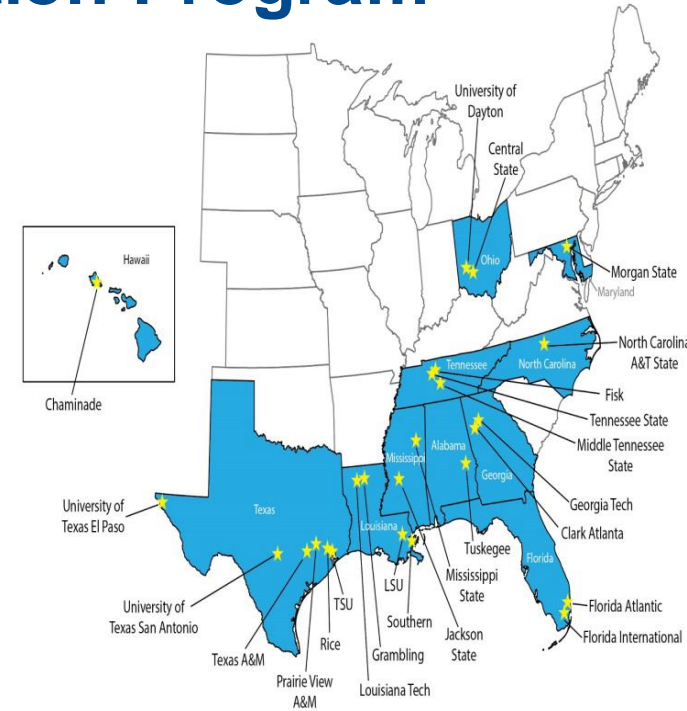 Program
University of
Dayton
Central
State
Ohio
Hawaii
Chaminade
Morgan State
Maryland
North Carolina
A&T State
Tennessee
North Carolina
Fisk
Tennessee State
Middle Tennessee
State
Mississippi
Alabama
Georgia
Georgia Tech
Clark Atlanta
University of
Texas El Paso
Texas
Louisiana
Tuskegee
Florida
Mississippi
State
LSU
Southern
Jackson
State
Florida Atlantic
Florida International
University of
Texas San Antonio
TSU
Rice
Grambling
Texas A&M
Prairie View
A&M
Louisiana Tech